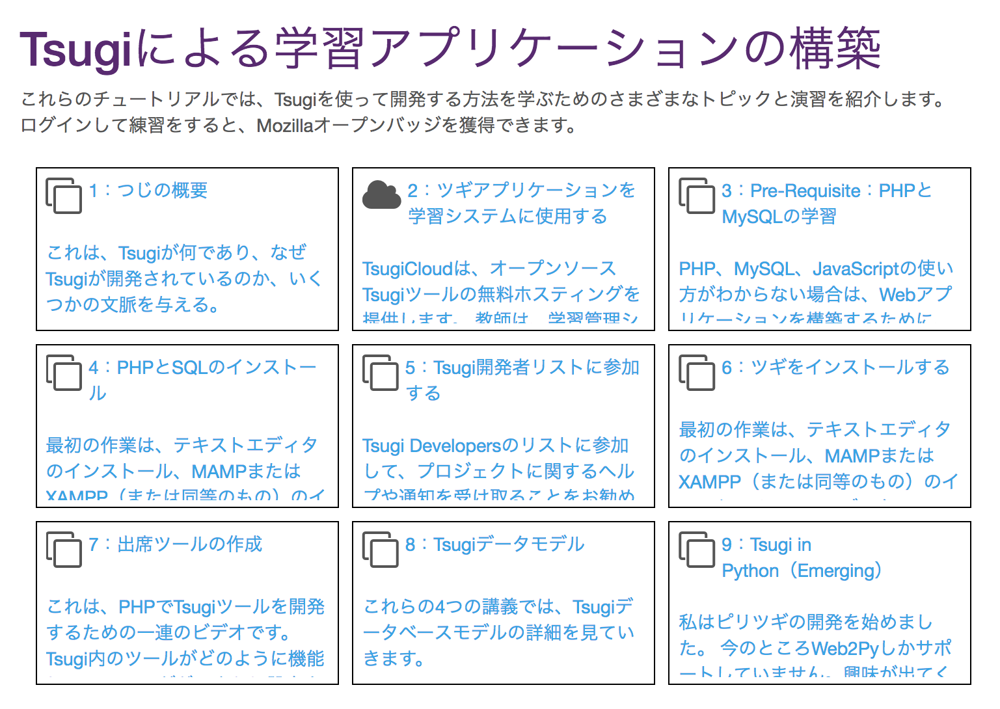 Tsugiによる学習アプリケーションの構築
これらのチュートリアルでは、Tsugiを使って開発する方法を学ぶためのさまざまなトピックと演習を紹介します。
ログインして練習をすると、Mozillaオープンバッジを獲得できます。
1：つじの概要
これは、Tsugiが何であり、なぜ
Tsugiが開発されているのか、いく
つかの文脈を与える。
2：ツギアプリケーションを
学習システムに使用する
TsugiCloudは、オープンソース
Tsugiツールの無料ホスティングを
提供します。 教師は、学習管理シ
3：Pre-Requisite：PHPと
MySQLの学習
PHP、MySQL、JavaScriptの使い
方がわからない場合は、Webアプ
リケーションを構築するために
4：PHPとSQLのインストー
ル
最初の作業は、テキストエディタ
のインストール、MAMPまたは
XAMPP（または同等のもの）のイ
5：Tsugi開発者リストに参加
する
Tsugi Developersのリストに参加
して、プロジェクトに関するヘル
プや通知を受け取ることをお勧め
6：ツギをインストールする
最初の作業は、テキストエディタ
のインストール、MAMPまたは
XAMPP（または同等のもの）のイ
7：出席ツールの作成
これは、PHPでTsugiツールを開発
するための一連のビデオです。
Tsugi内のツールがどのように機能
8：Tsugiデータモデル
これらの4つの講義では、Tsugiデ
ータベースモデルの詳細を見てい
きます。
9：Tsugi in
Python（Emerging）
私はピリツギの開発を始めまし
た。 今のところWeb2Pyしかサポ
ートしていません。興味が出てく